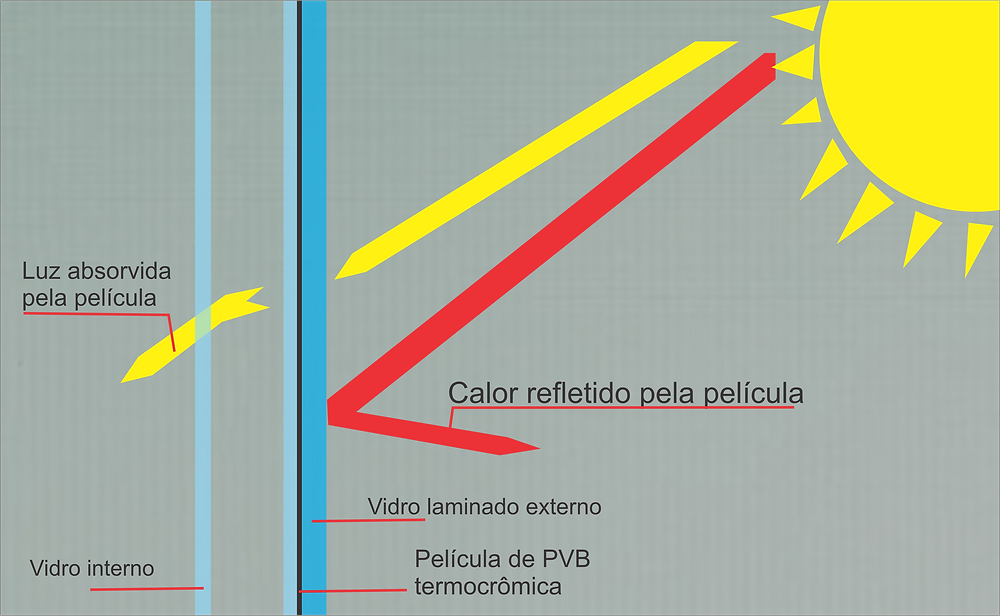 Luz absorvida
pela película
Calor refletido pela película
Vidro laminado externo
Película de PVB
termocrômica
Vidro interno